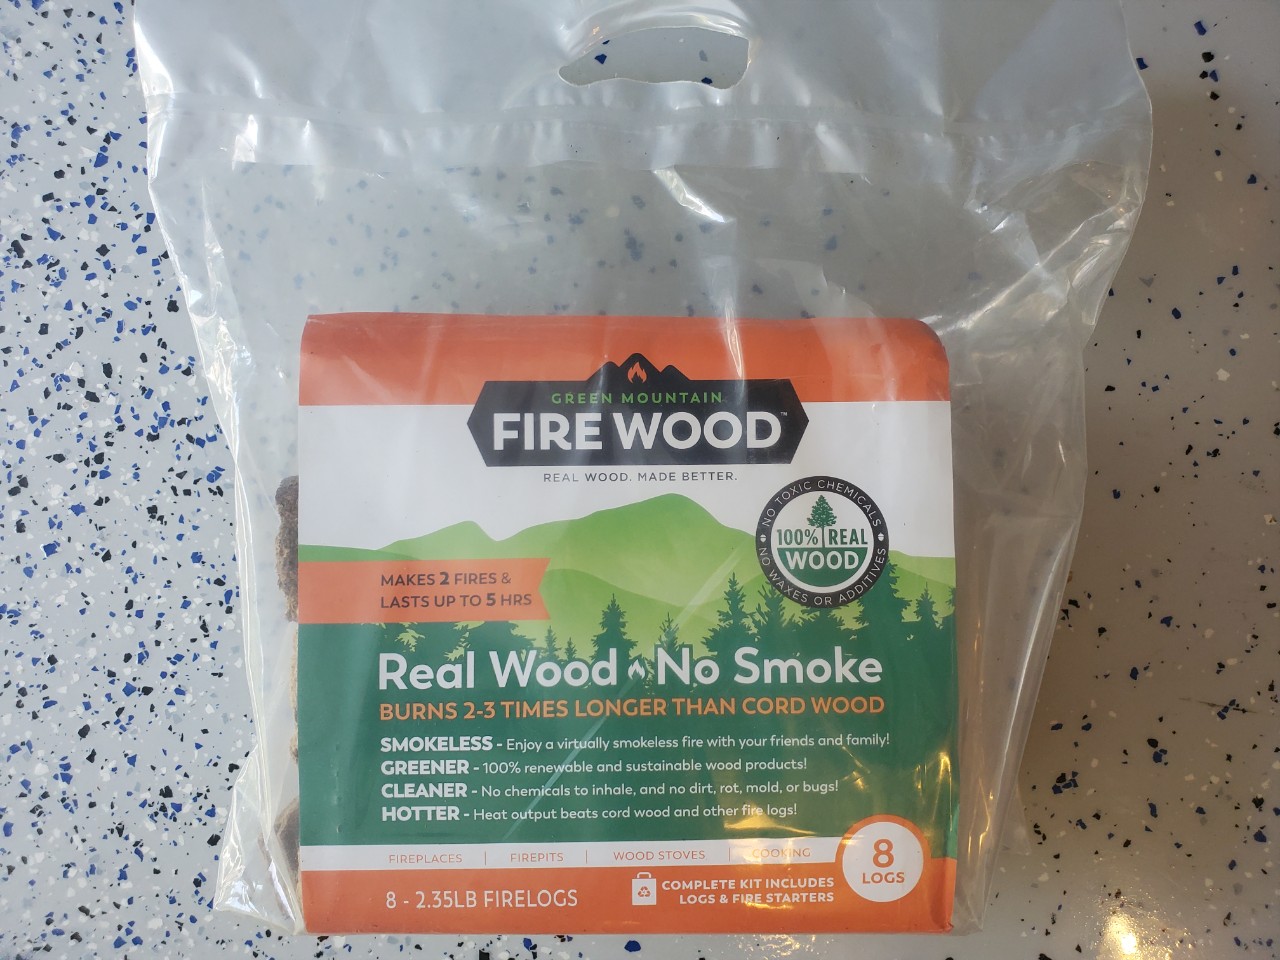 GREEN MOUNTAIN
FIRE WOOD™
REAL WOOD. MADE BETTER.
NO TOXIC CHEMICALS
100% REAL
WOOD
NO WAXES OR ADDITIVES
MAKES 2 FIRES &
LASTS UP TO 5 HRS
Real Wood No Smoke
BURNS 2-3 TIMES LONGER THAN CORD WOOD
SMOKELESS - Enjoy a virtually smokeless fire with your friends and family!
GREENER - 100% renewable and sustainable wood products!
CLEANER - No chemicals to inhale, and no dirt, rot, mold, or bugs!
HOTTER - Heat output beats cord wood and other fire logs!
FIREPLACES | FIREPITS | WOOD STOVES | COOKING
8 - 2.35LB FIRELOGS
COMPLETE KIT INCLUDES
LOGS & FIRE STARTERS
8
LOGS